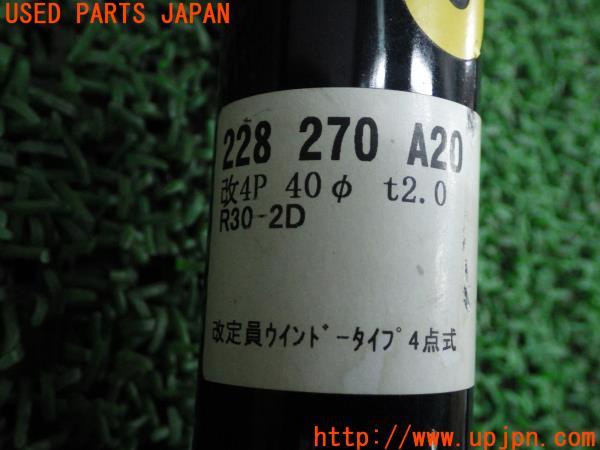 USED PARTS JAPAN
228 270 A20
改4P 40φ t2.0
R30-2D
改定員ウインドータイプ4点式
http://www.upjpn.com/